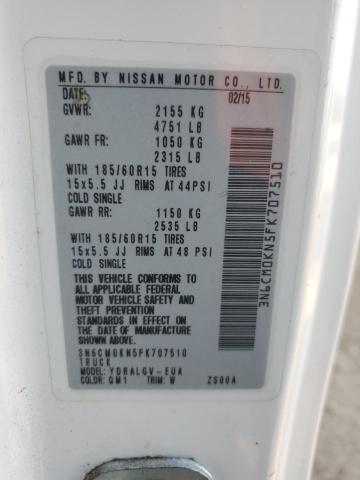 MFD. BY NISSAN MOTOR CO., LTD.
DATE: 02/15
GVWR: 2155 KG
4751 LB
GAWR FR: 1050 KG
2315 LB
WITH 185/60R15 TIRES
15x5.5 JJ RIMS AT 44PSI
COLD SINGLE
GAWR RR: 1150 KG
2535 LB
WITH 185/60R15 TIRES
15x5.5 JJ RIMS AT 48 PSI
COLD SINGLE
THIS VEHICLE CONFORMS TO
ALL APPLICABLE FEDERAL
MOTOR VEHICLE SAFETY AND
THEFT PREVENTION
STANDARDS IN EFFECT ON
THE DATE OF MANUFACTURE
SHOWN ABOVE.
3N6CM0KN5FK707510
TRUCK
MODEL: YDRALGV-EUA
COLOR: QM1 TRIM: W ZS00A
3N6CM0KN5FK707510